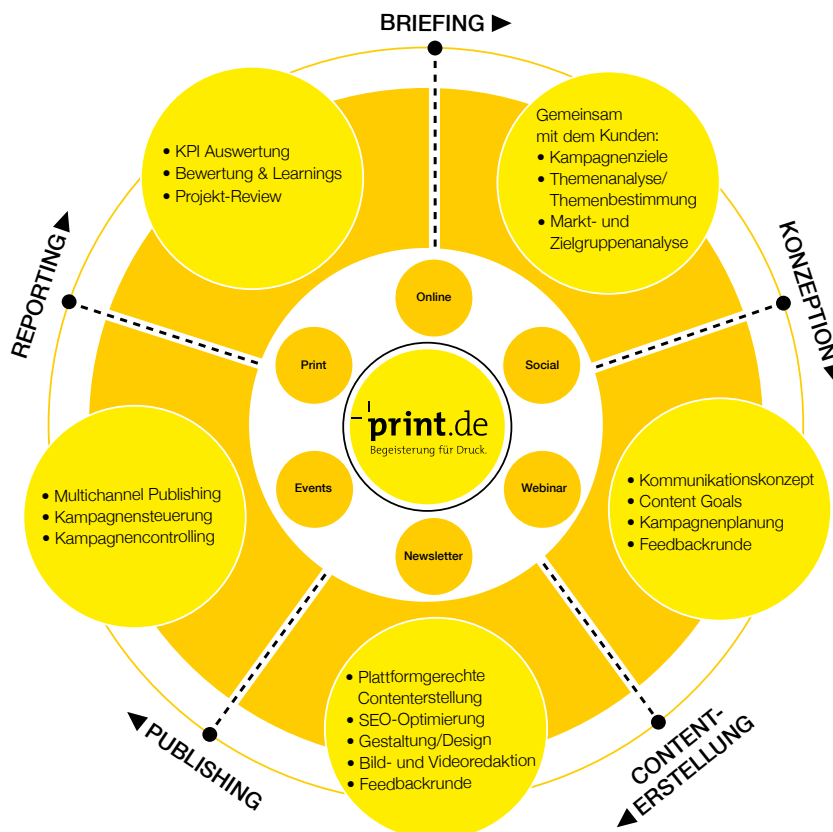 BRIEFING
Gemeinsam
mit dem Kunden:
• Kampagnenziele
• Themenanalyse/
Themenbestimmung
• Markt- und
Zielgruppenanalyse
KONZEPTION
• Kommunikationskonzept
• Content Goals
• Kampagnenplanung
• Feedbackrunde
CONTENT-
ERSTELLUNG
• Plattformgerechte
Contenterstellung
• SEO-Optimierung
• Gestaltung/Design
• Bild- und Videoredaktion
• Feedbackrunde
PUBLISHING
• Multichannel Publishing
• Kampagnensteuerung
• Kampagnencontrolling
REPORTING
• KPI Auswertung
• Bewertung & Learnings
• Projekt-Review
Online
Social
Webinar
Newsletter
Events
Print
print.de
Begeisterung für Druck.